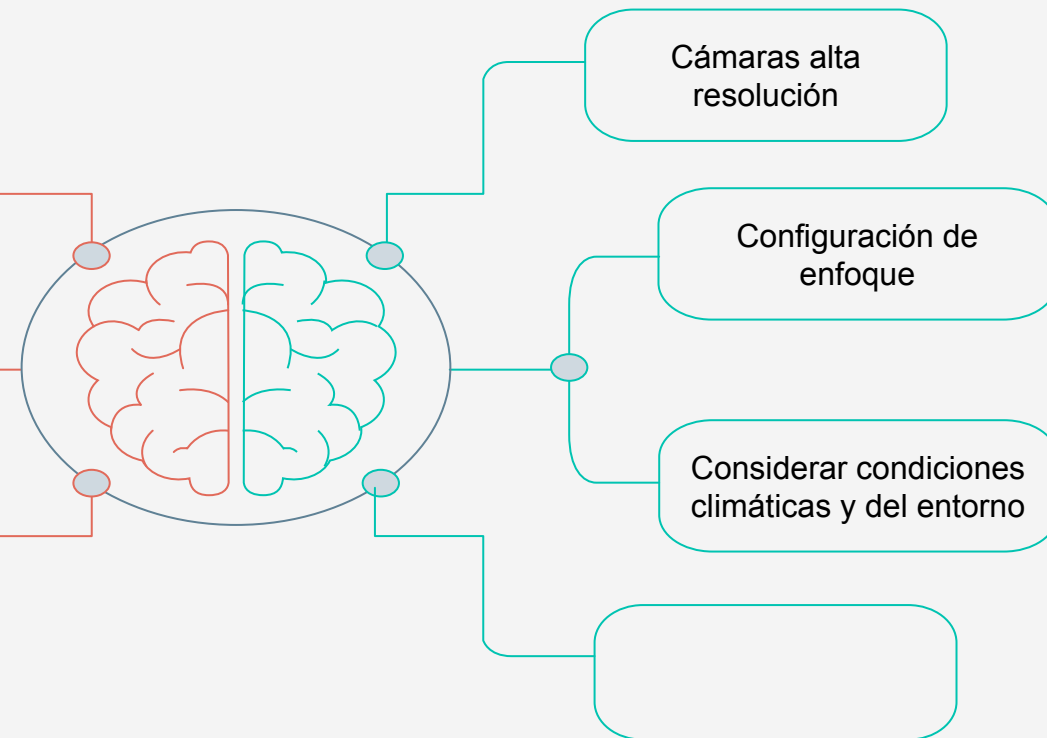 Cámaras alta
resolución
Configuración de
enfoque
Considerar condiciones
climáticas y del entorno